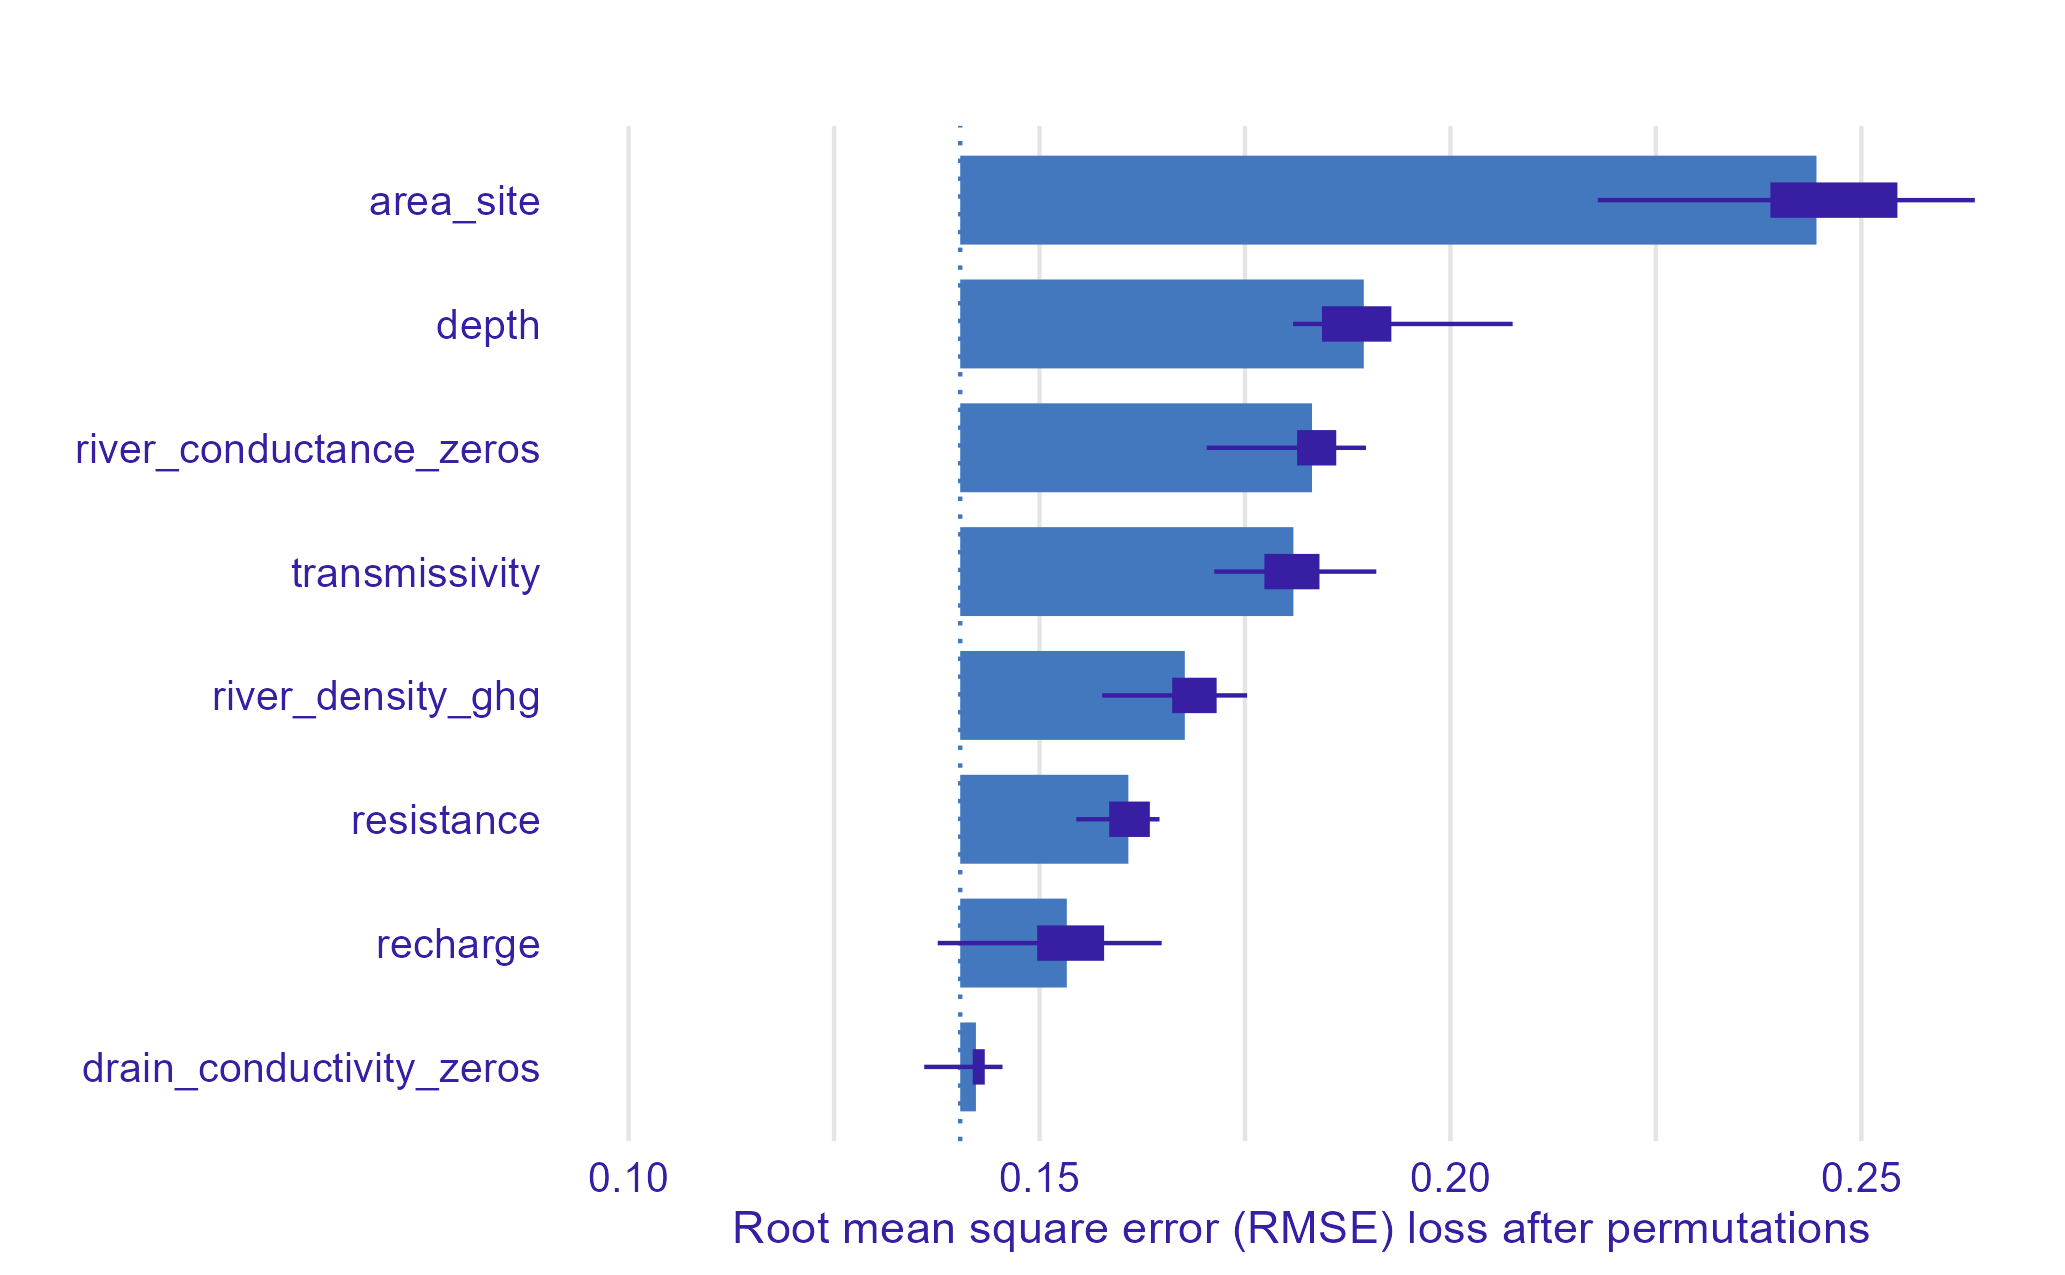 area_site
depth
river_conductance_zeros
transmissivity
river_density_ghg
resistance
recharge
drain_conductivity_zeros
0.10 0.15 0.20 0.25
Root mean square error (RMSE) loss after permutations